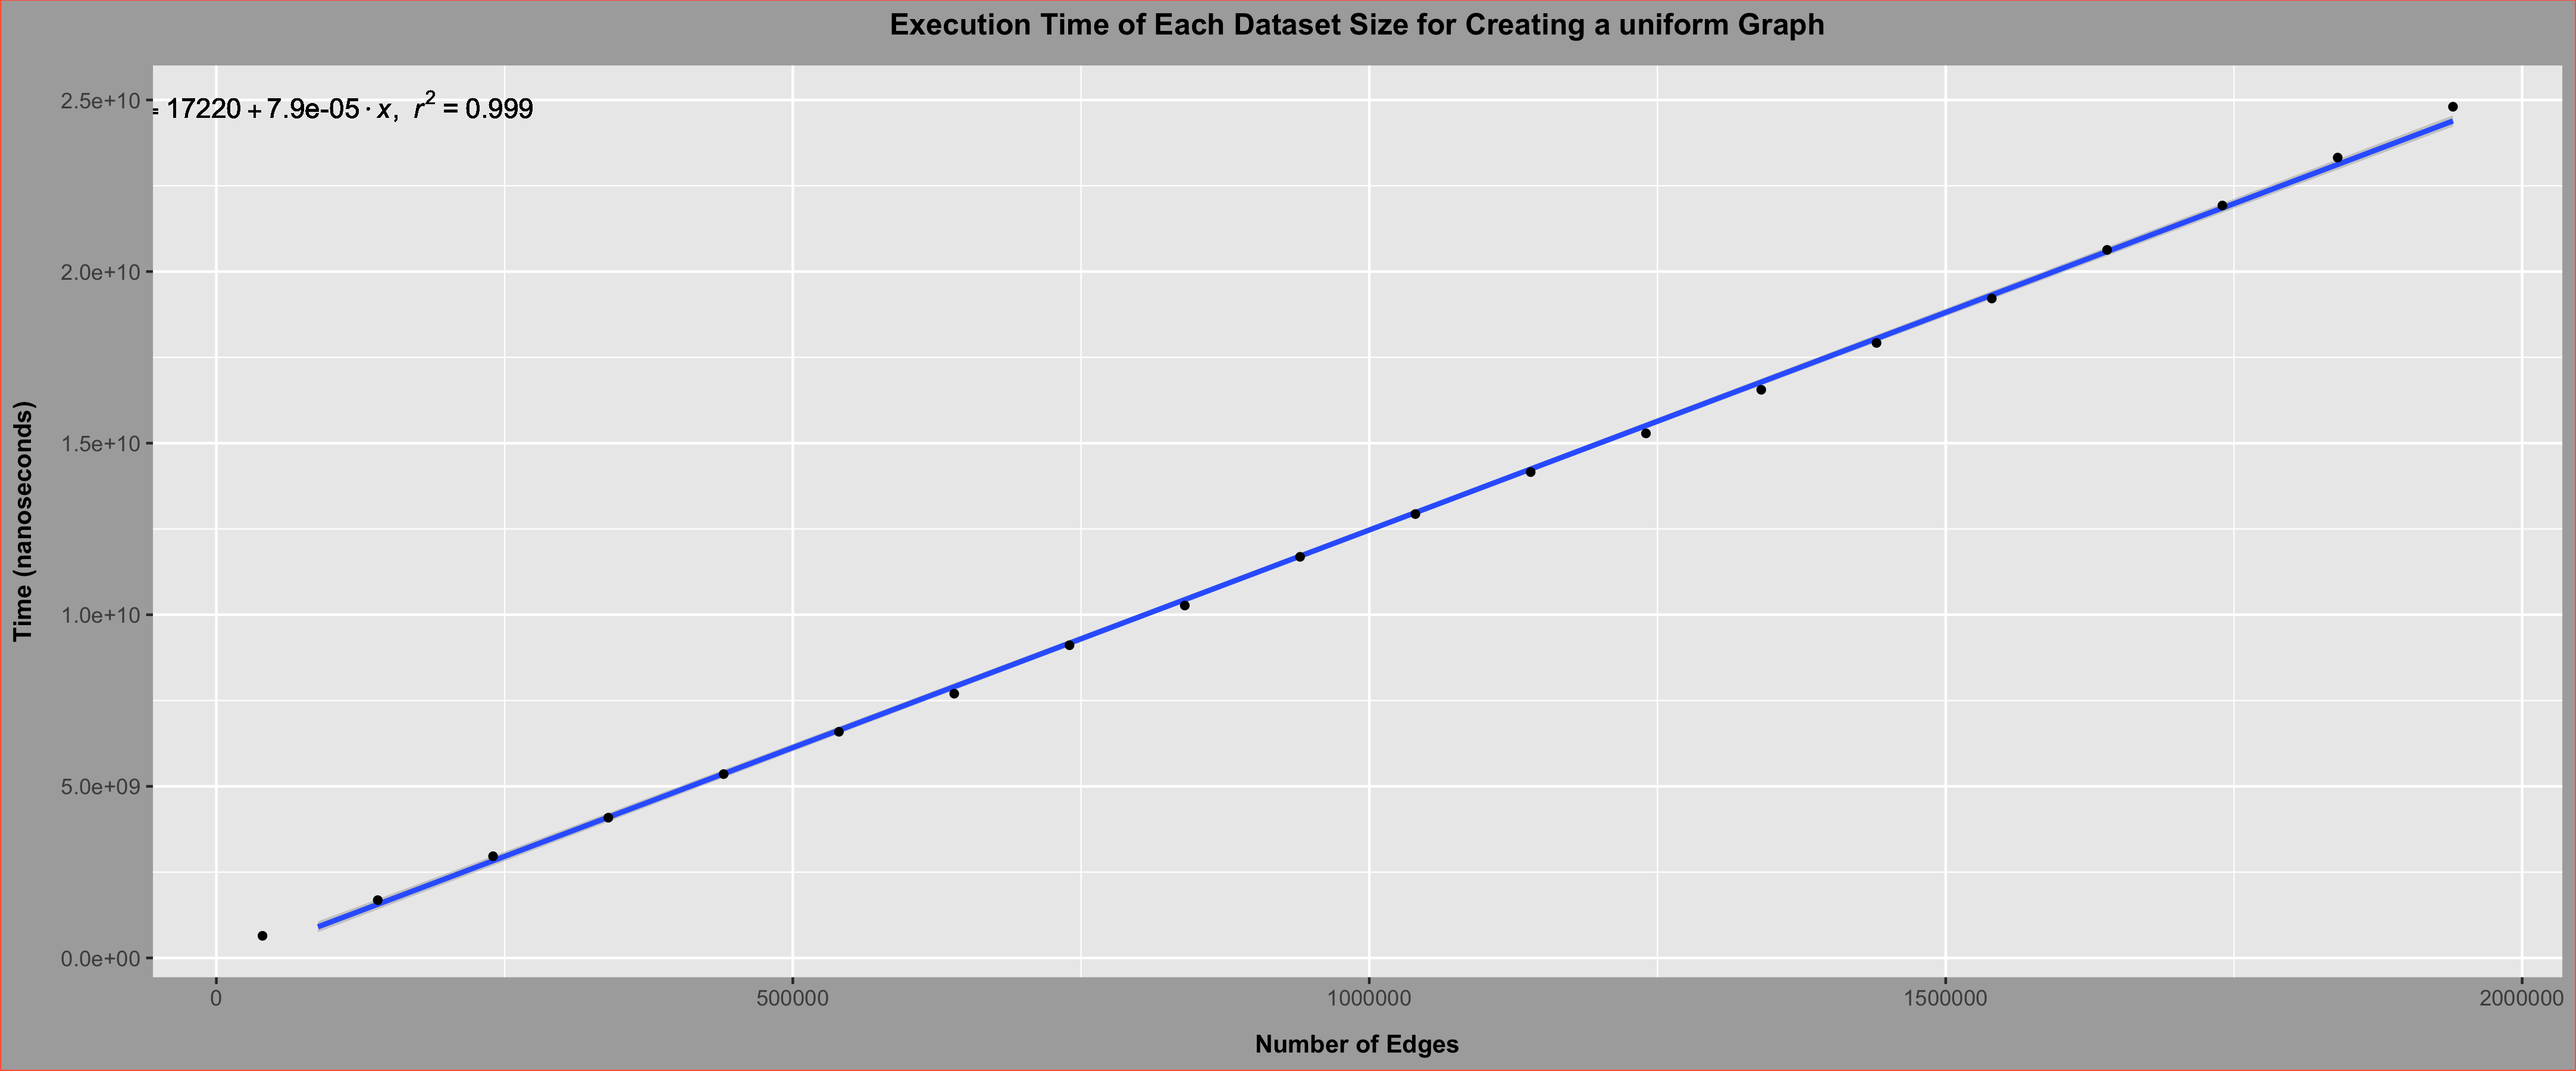 Execution Time of Each Dataset Size for Creating a uniform Graph
= 17220 + 7.9e-05 · x, r² = 0.999
2.5e+10
2.0e+10
1.5e+10
1.0e+10
5.0e+09
0.0e+00
Time (nanoseconds)
0 500000 1000000 1500000 2000000
Number of Edges